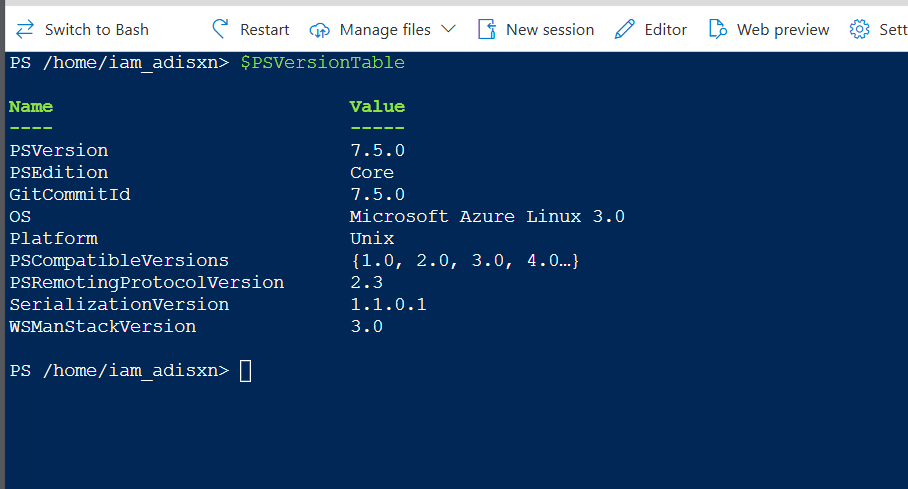 Switch to Bash Restart Manage files New session Editor Web preview Sett
PS /home/iam_adisxn> $PSVersionTable
Name Value
---- -----
PSVersion 7.5.0
PSEdition Core
GitCommitId 7.5.0
OS Microsoft Azure Linux 3.0
Platform Unix
PSCompatibleVersions {1.0, 2.0, 3.0, 4.0…}
PSRemotingProtocolVersion 2.3
SerializationVersion 1.1.0.1
WSManStackVersion 3.0
PS /home/iam_adisxn>